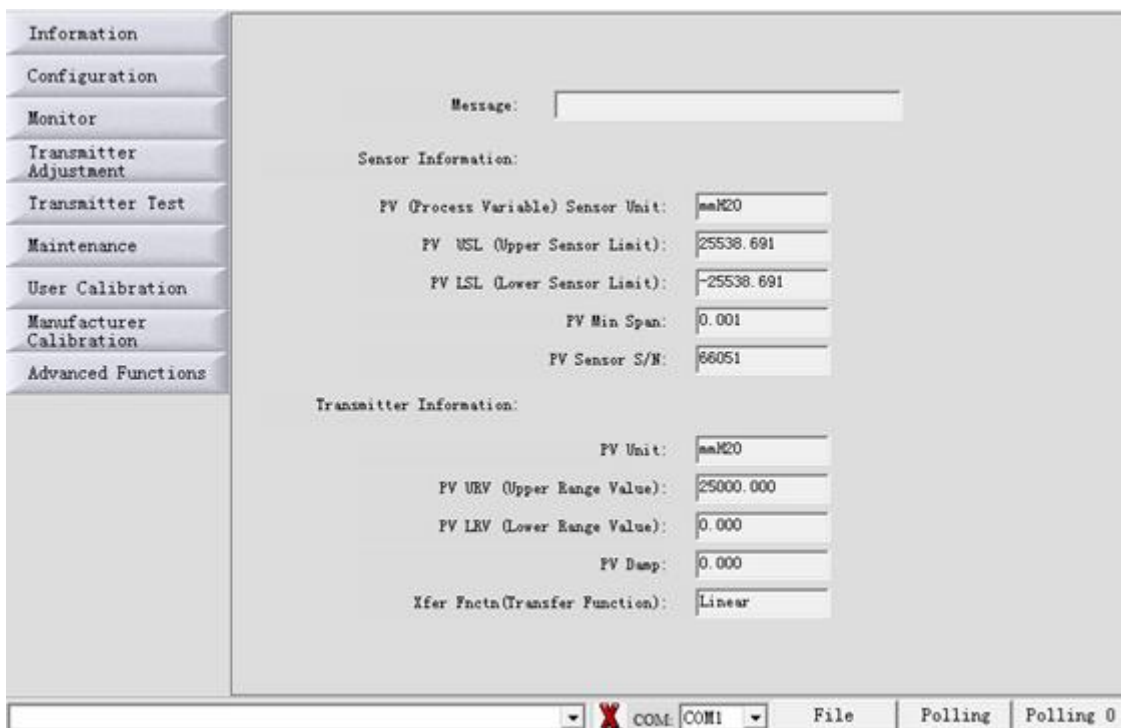 Information
Configuration
Monitor
Transmitter
Adjustment
Transmitter Test
Maintenance
User Calibration
Manufacturer
Calibration
Advanced Functions
Message:
Sensor Information:
PV (Process Variable) Sensor Unit: mmH20
PV USL (Upper Sensor Limit): 25538.691
PV LSL (Lower Sensor Limit): -25538.691
PV Min Span: 0.001
PV Sensor S/N: 66051
Transmitter Information:
PV Unit: mmH20
PV URV (Upper Range Value): 25000.000
PV LRV (Lower Range Value): 0.000
PV Damp: 0.000
Xfer Fnctn(Transfer Function): Linear
COM: COM1 File Polling Polling 0